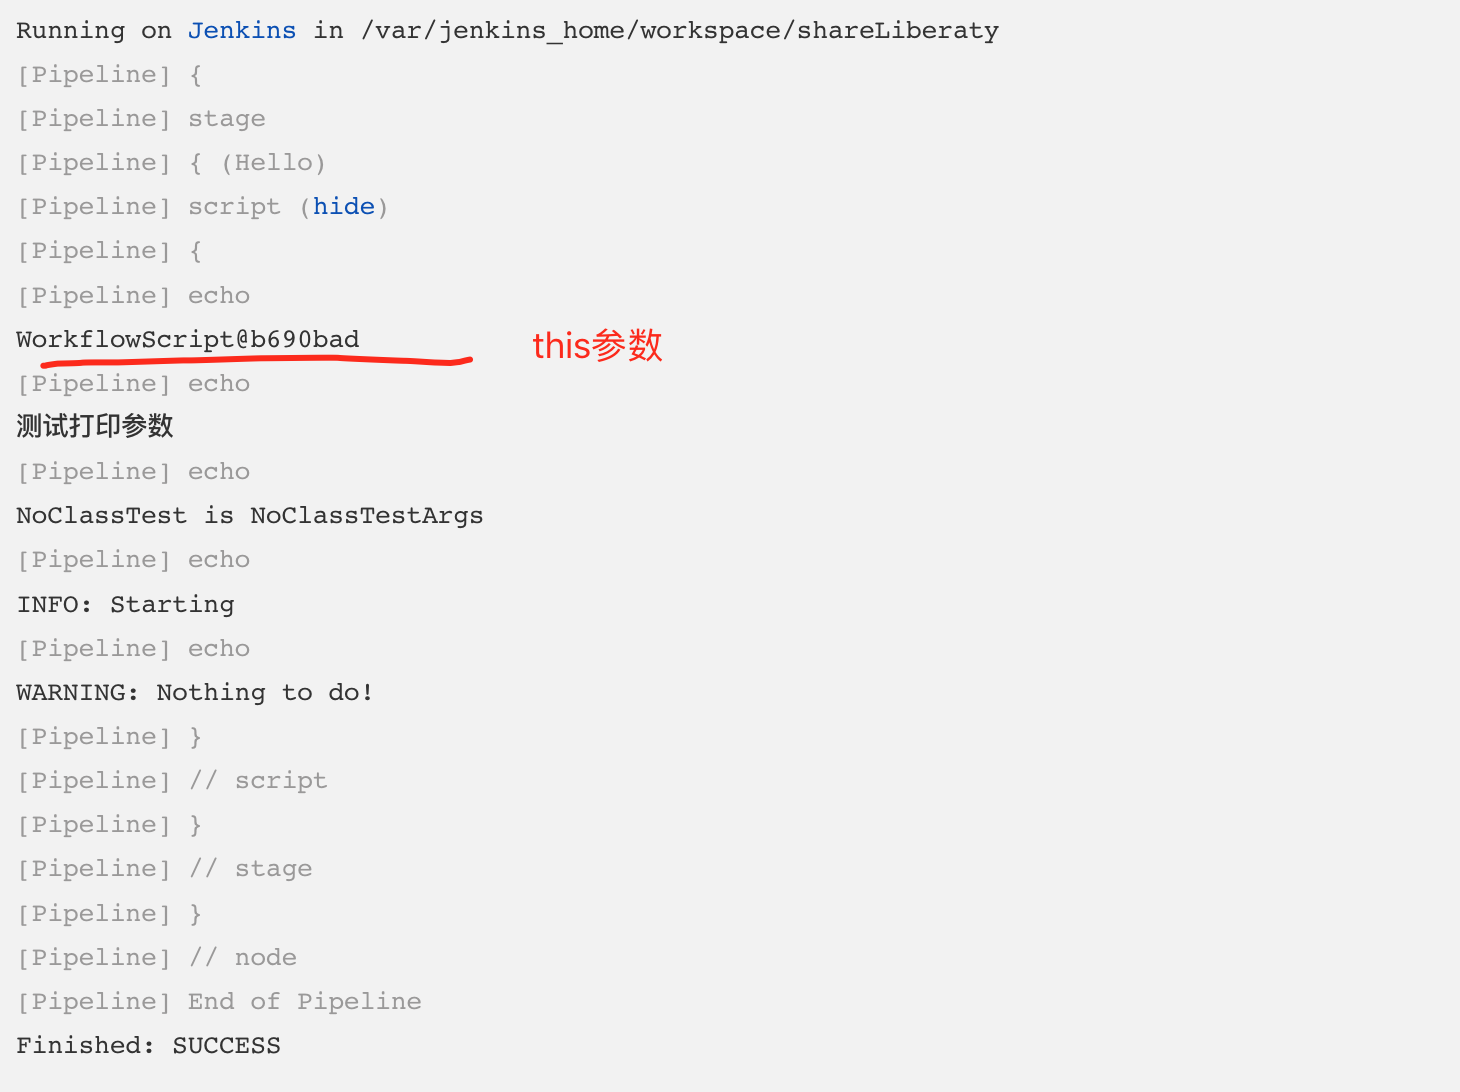 Running on Jenkins in /var/jenkins_home/workspace/shareLiberaty
[Pipeline] {
[Pipeline] stage
[Pipeline] { (Hello)
[Pipeline] script (hide)
[Pipeline] {
[Pipeline] echo
WorkflowScript@b690bad
this参数
[Pipeline] echo
测试打印参数
[Pipeline] echo
NoClassTest is NoClassTestArgs
[Pipeline] echo
INFO: Starting
[Pipeline] echo
WARNING: Nothing to do!
[Pipeline] }
[Pipeline] // script
[Pipeline] }
[Pipeline] // stage
[Pipeline] }
[Pipeline] // node
[Pipeline] End of Pipeline
Finished: SUCCESS